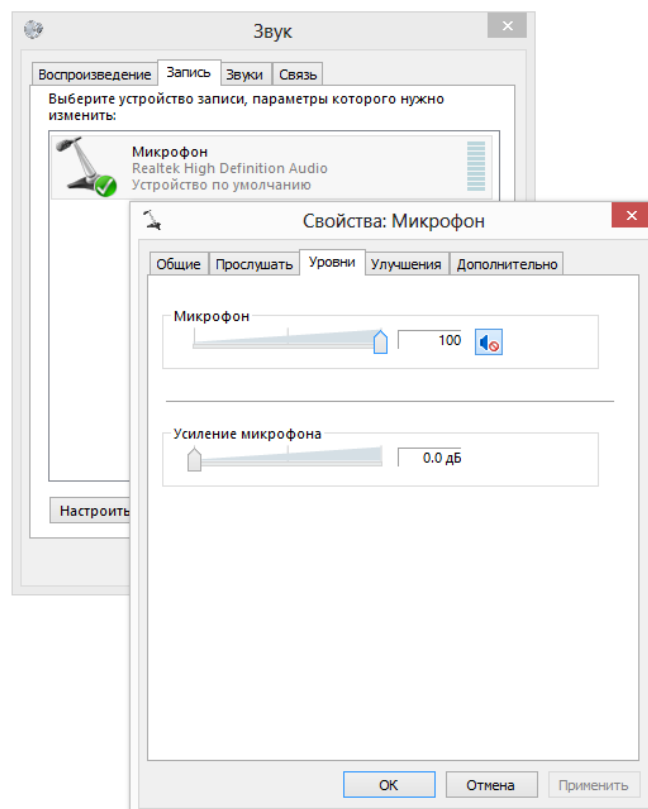 Звук
Воспроизведение Запись Звуки Связь
Выберите устройство записи, параметры которого нужно
изменить:
Микрофон
Realtek High Definition Audio
Устройство по умолчанию
Свойства: Микрофон
Общие Прослушать Уровни Улучшения Дополнительно
Микрофон
100
Усиление микрофона
0.0 дБ
Настроить
ОК Отмена Применить